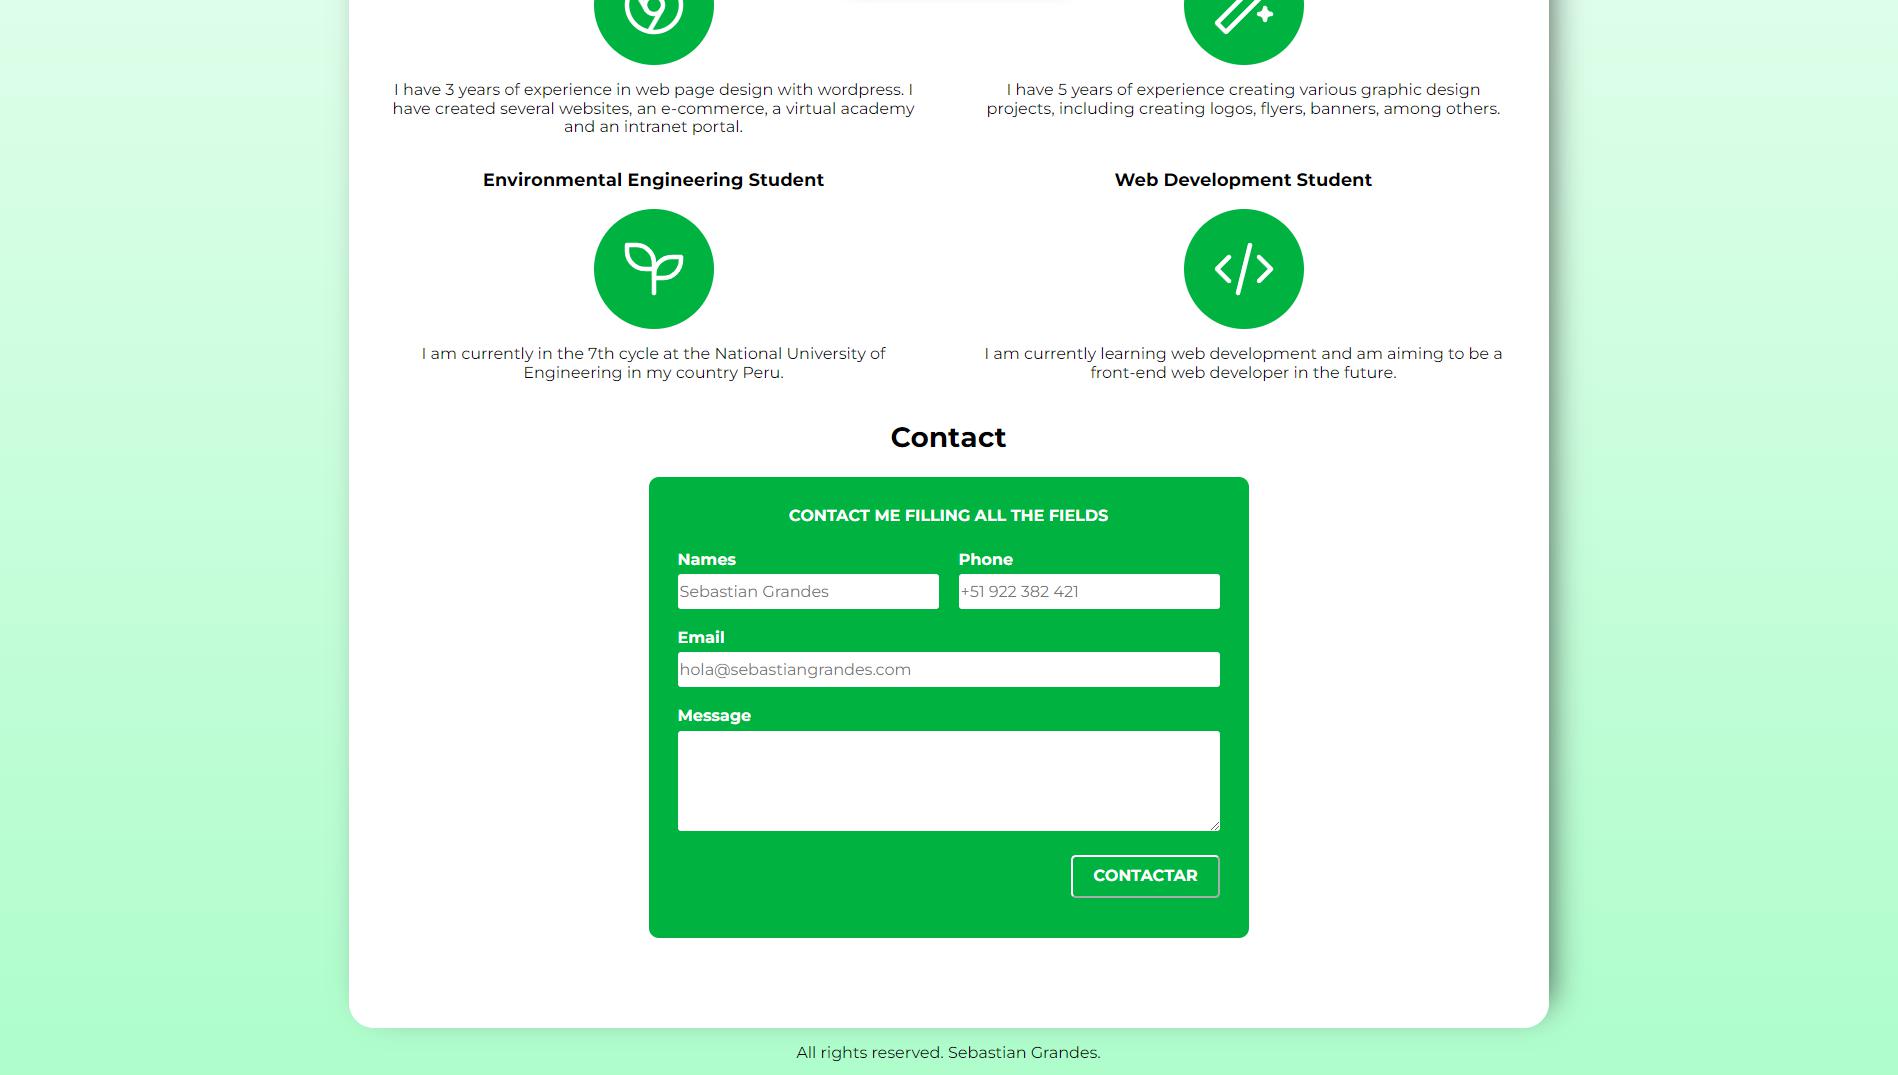 I have 3 years of experience in web page design with wordpress. I
have created several websites, an e-commerce, a virtual academy
and an intranet portal.
I have 5 years of experience creating various graphic design
projects, including creating logos, flyers, banners, among others.
Environmental Engineering Student
Web Development Student
I am currently in the 7th cycle at the National University of
Engineering in my country Peru.
I am currently learning web development and am aiming to be a
front-end web developer in the future.
Contact
CONTACT ME FILLING ALL THE FIELDS
Names
Phone
Sebastian Grandes
+51 922 382 421
Email
hola@sebastiangrandes.com
Message
CONTACTAR
All rights reserved. Sebastian Grandes.